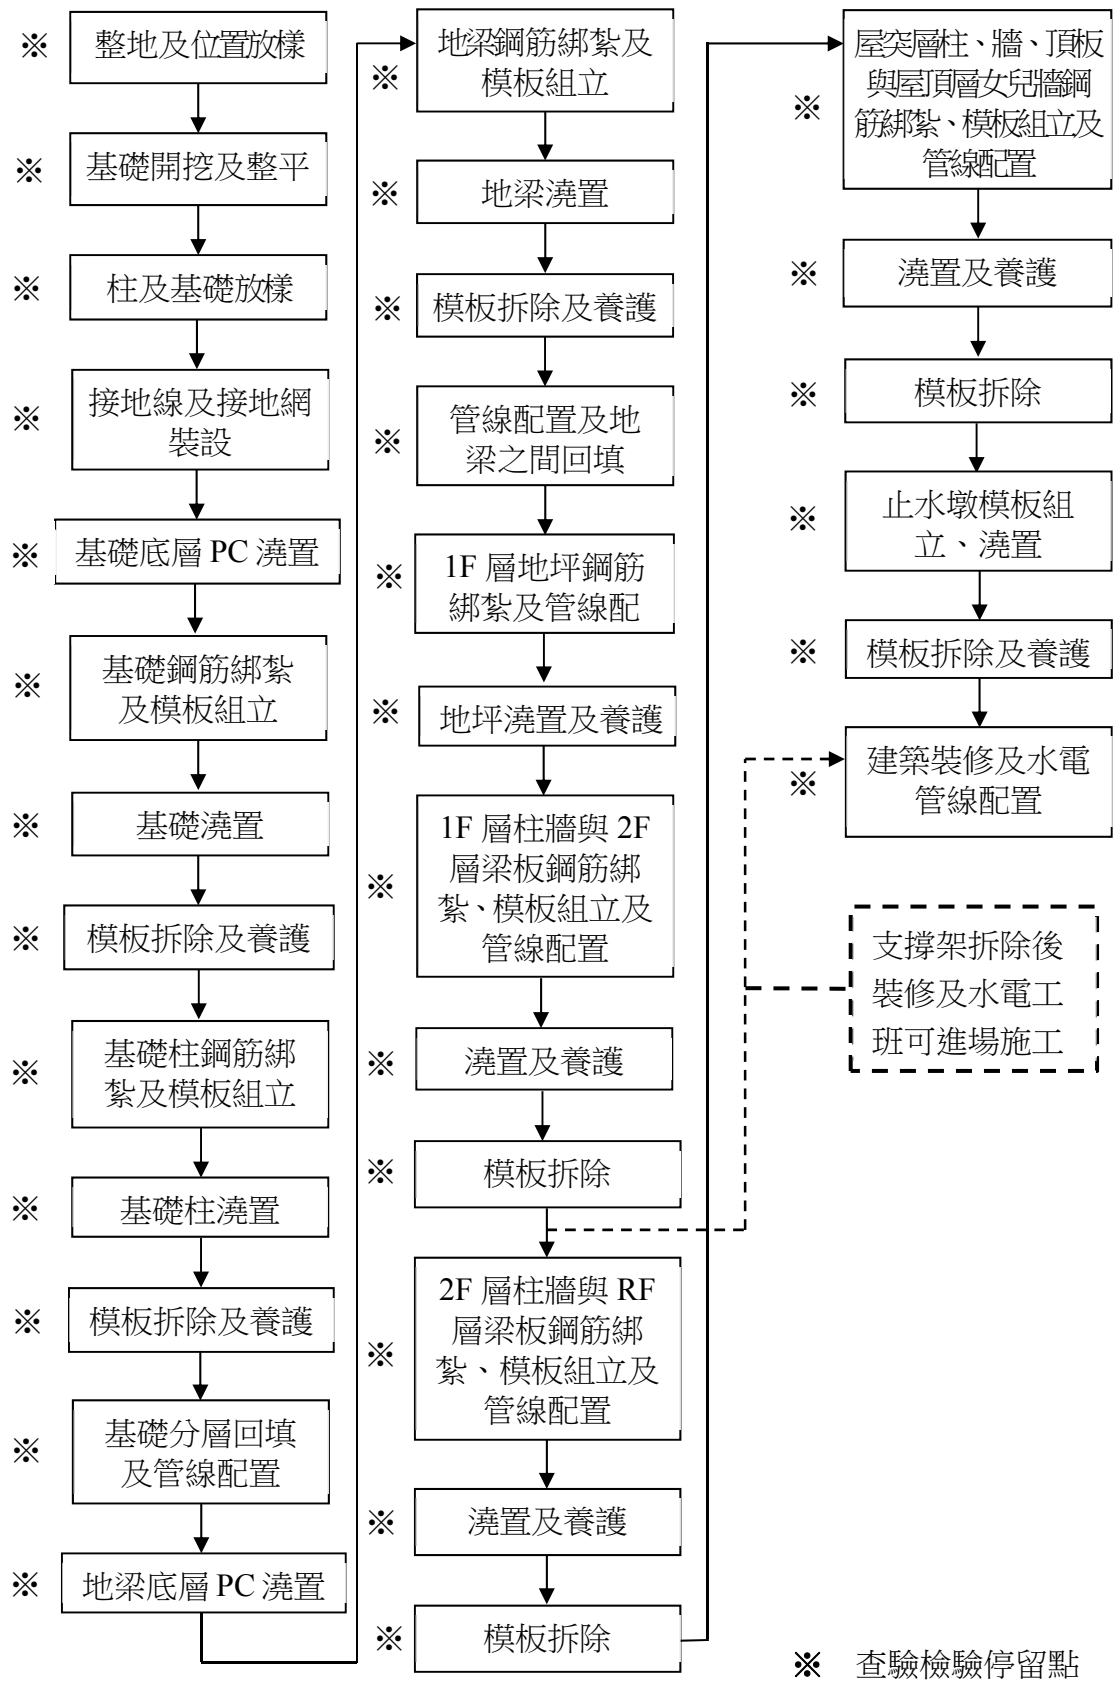 ※ 整地及位置放樣
※ 基礎開挖及整平
※ 柱及基礎放樣
※ 接地線及接地網
裝設
※ 基礎底層 PC 澆置
※ 基礎鋼筋綁紮
及模板組立
※ 基礎澆置
※ 模板拆除及養護
※ 基礎柱鋼筋綁
紮及模板組立
※ 基礎柱澆置
※ 模板拆除及養護
※ 基礎分層回填
及管線配置
※ 地梁底層 PC 澆置
※ 地梁鋼筋綁紮及
模板組立
※ 地梁澆置
※ 模板拆除及養護
※ 管線配置及地
梁之間回填
※ 1F 層地坪鋼筋
綁紮及管線配
※ 地坪澆置及養護
※ 1F 層柱牆與 2F
層梁板鋼筋綁
紮、模板組立及
管線配置
※ 澆置及養護
※ 模板拆除
※ 2F 層柱牆與 RF
層梁板鋼筋綁
紮、模板組立及
管線配置
※ 澆置及養護
※ 模板拆除
※ 屋突層柱、牆、頂板
與屋頂層女兒牆鋼
筋綁紮、模板組立及
管線配置
※ 澆置及養護
※ 模板拆除
※ 止水墩模板組
立、澆置
※ 模板拆除及養護
※ 建築裝修及水電
管線配置
支撐架拆除後
裝修及水電工
班可進場施工
※ 查驗檢驗停留點